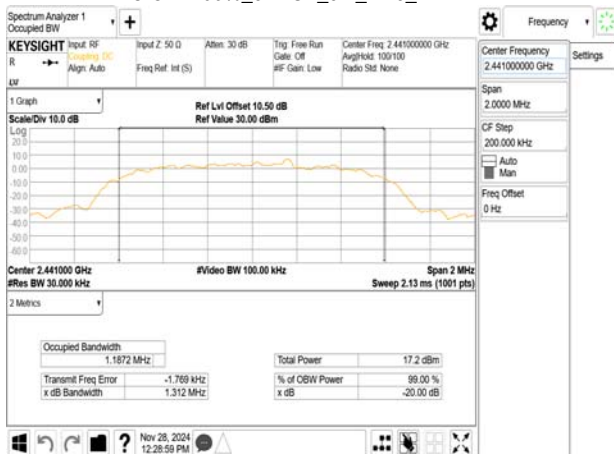 Spectrum Analyzer 1
Occupied BW
Frequency
KEYSIGHT
Input: RF
Coupling: DC
Align: Auto
Input Z: 50 Ω
Freq Ref: Int (S)
Atten: 30 dB
Trig: Free Run
Gate: Off
#IF Gain: Low
Center Freq: 2.441000000 GHz
Avg|Hold: 100/100
Radio Std: None
R
LXI
Center Frequency
2.441000000 GHz
Settings
Span
2.0000 MHz
CF Step
200.000 kHz
Auto
Man
Freq Offset
0 Hz
1 Graph
Scale/Div 10.0 dB
Ref Lvl Offset 10.50 dB
Ref Value 30.00 dBm
Log
20.0
10.0
0.00
-10.0
-20.0
-30.0
-40.0
-50.0
-60.0
Center 2.441000 GHz
#Video BW 100.00 kHz
Span 2 MHz
#Res BW 30.000 kHz
Sweep 2.13 ms (1001 pts)
2 Metrics
Occupied Bandwidth
1.1872 MHz
Total Power
17.2 dBm
Transmit Freq Error
-1.769 kHz
% of OBW Power
99.00 %
x dB Bandwidth
1.312 MHz
x dB
-20.00 dB
?
Nov 28, 2024
12:28:59 PM